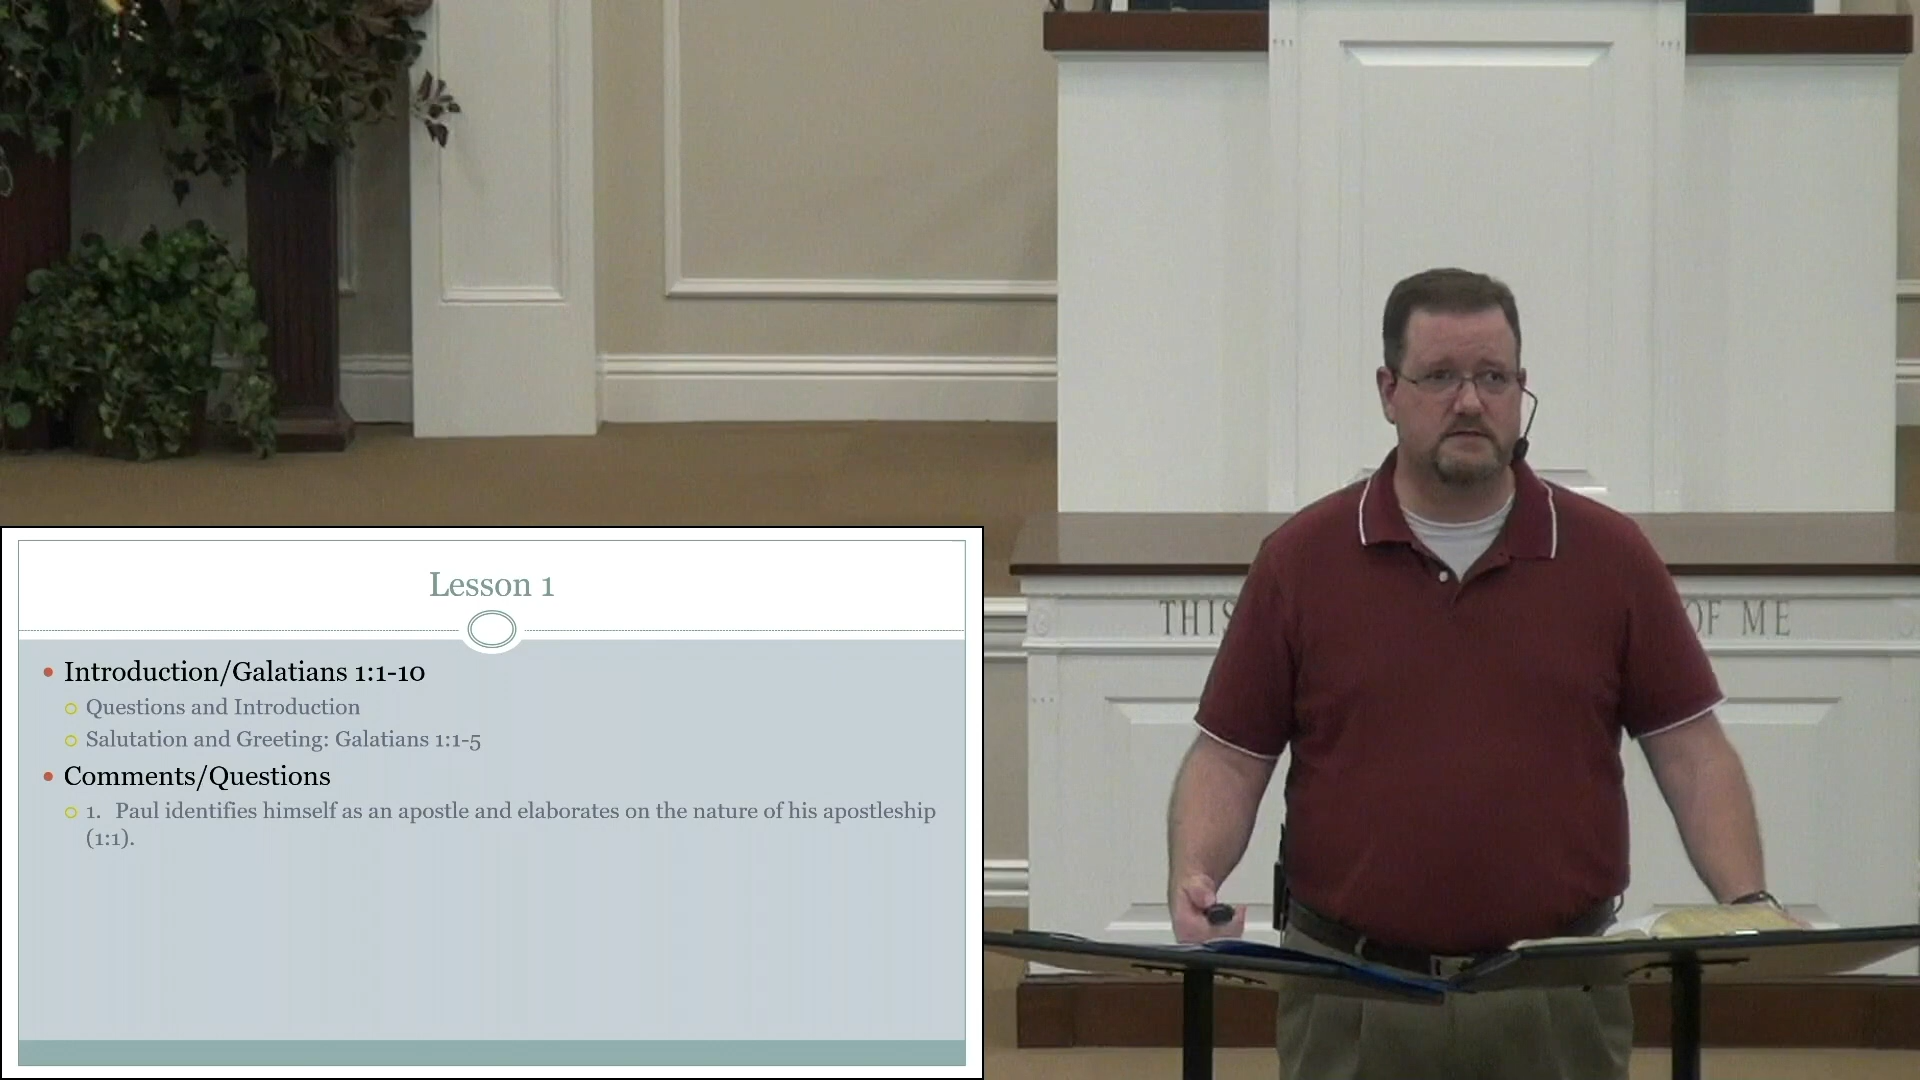 Lesson 1
• Introduction/Galatians 1:1-10
Questions and Introduction
Salutation and Greeting: Galatians 1:1-5
• Comments/Questions
1. Paul identifies himself as an apostle and elaborates on the nature of his apostleship
(1:1).
THIS OF ME